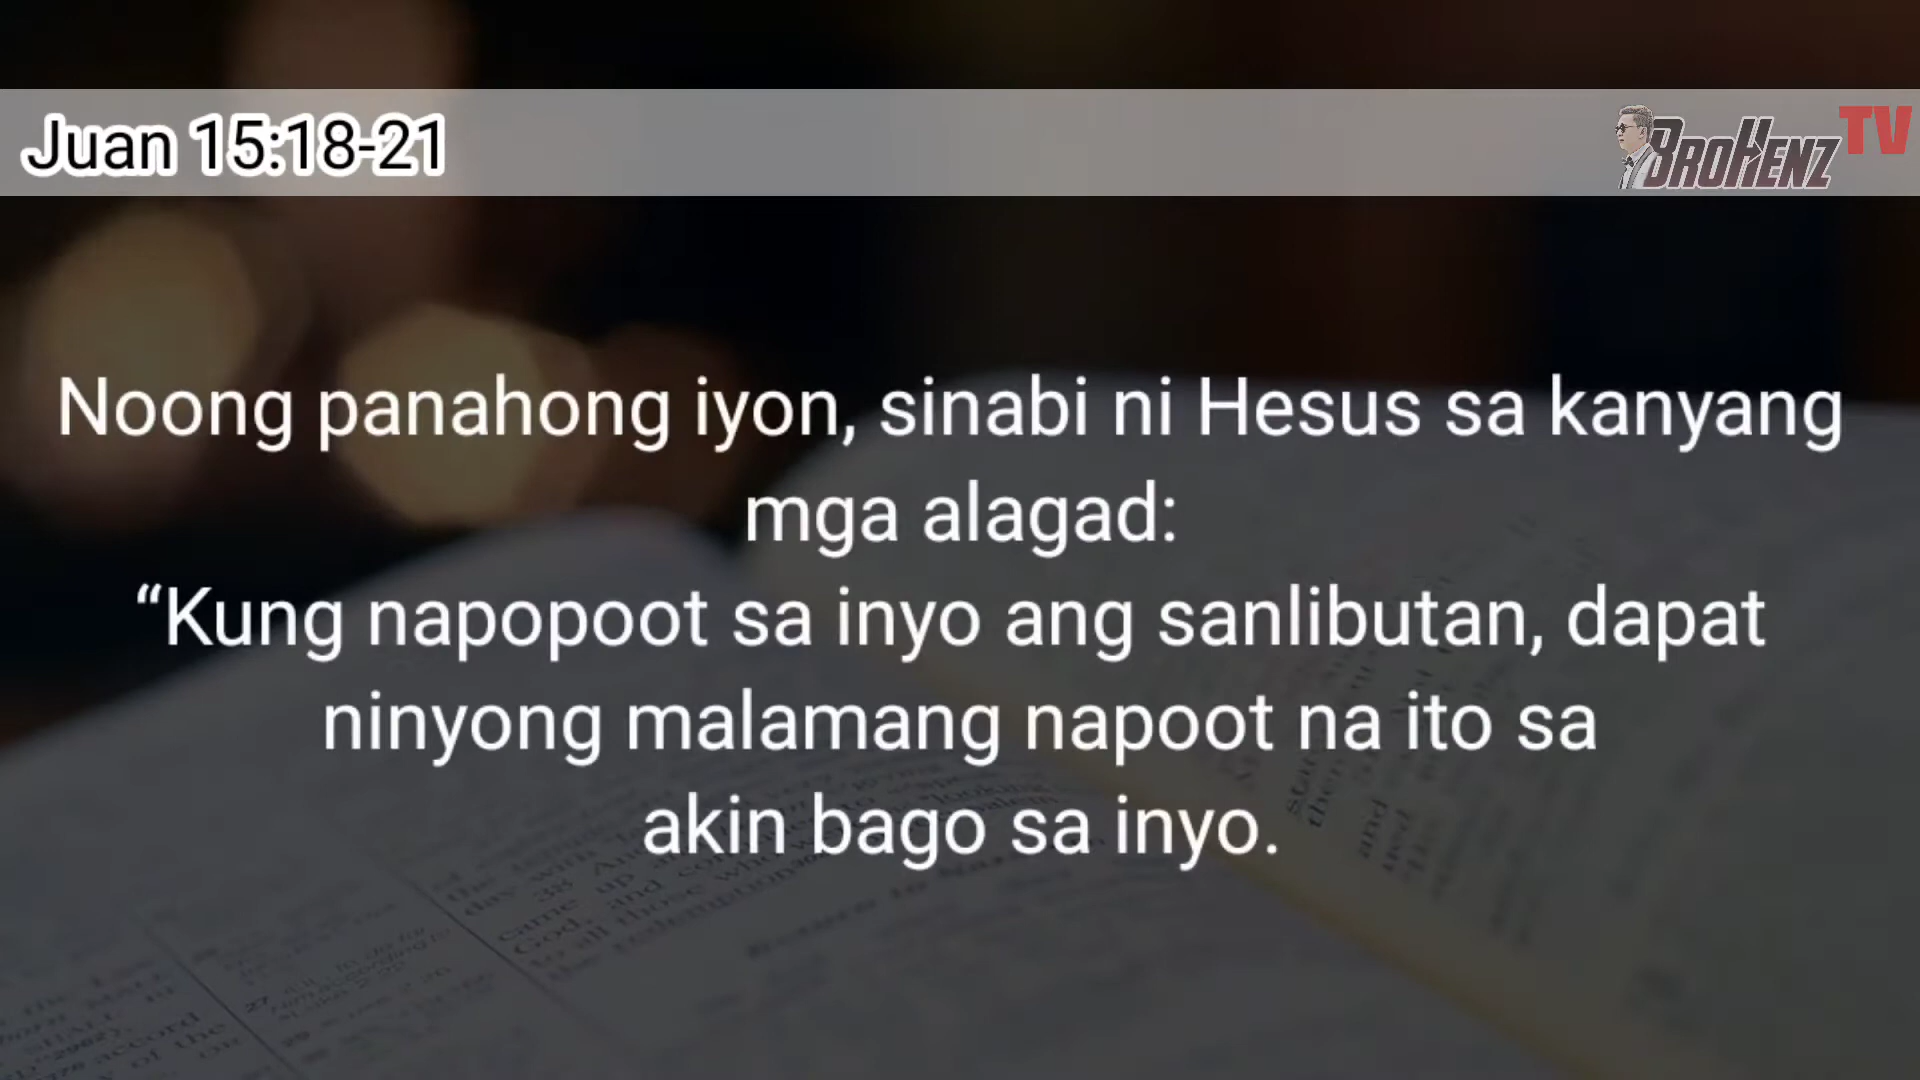 Juan 15:18-21
BROHENZ TV
Noong panahong iyon, sinabi ni Hesus sa kanyang
mga alagad:
“Kung napopoot sa inyo ang sanlibutan, dapat
ninyong malamang napoot na ito sa
akin bago sa inyo.